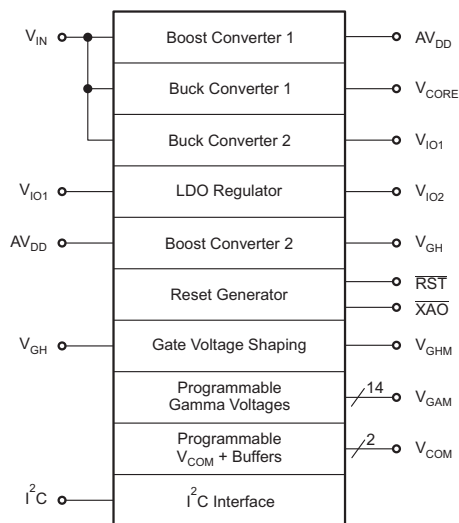 V_IN Boost Converter 1 AV_DD
Buck Converter 1 V_CORE
Buck Converter 2 V_IO1
V_IO1 LDO Regulator V_IO2
AV_DD Boost Converter 2 V_GH
Reset Generator RST
XAO
V_GH Gate Voltage Shaping V_GHM
Programmable
Gamma Voltages 14 V_GAM
Programmable
V_COM + Buffers 2 V_COM
I²C I²C Interface